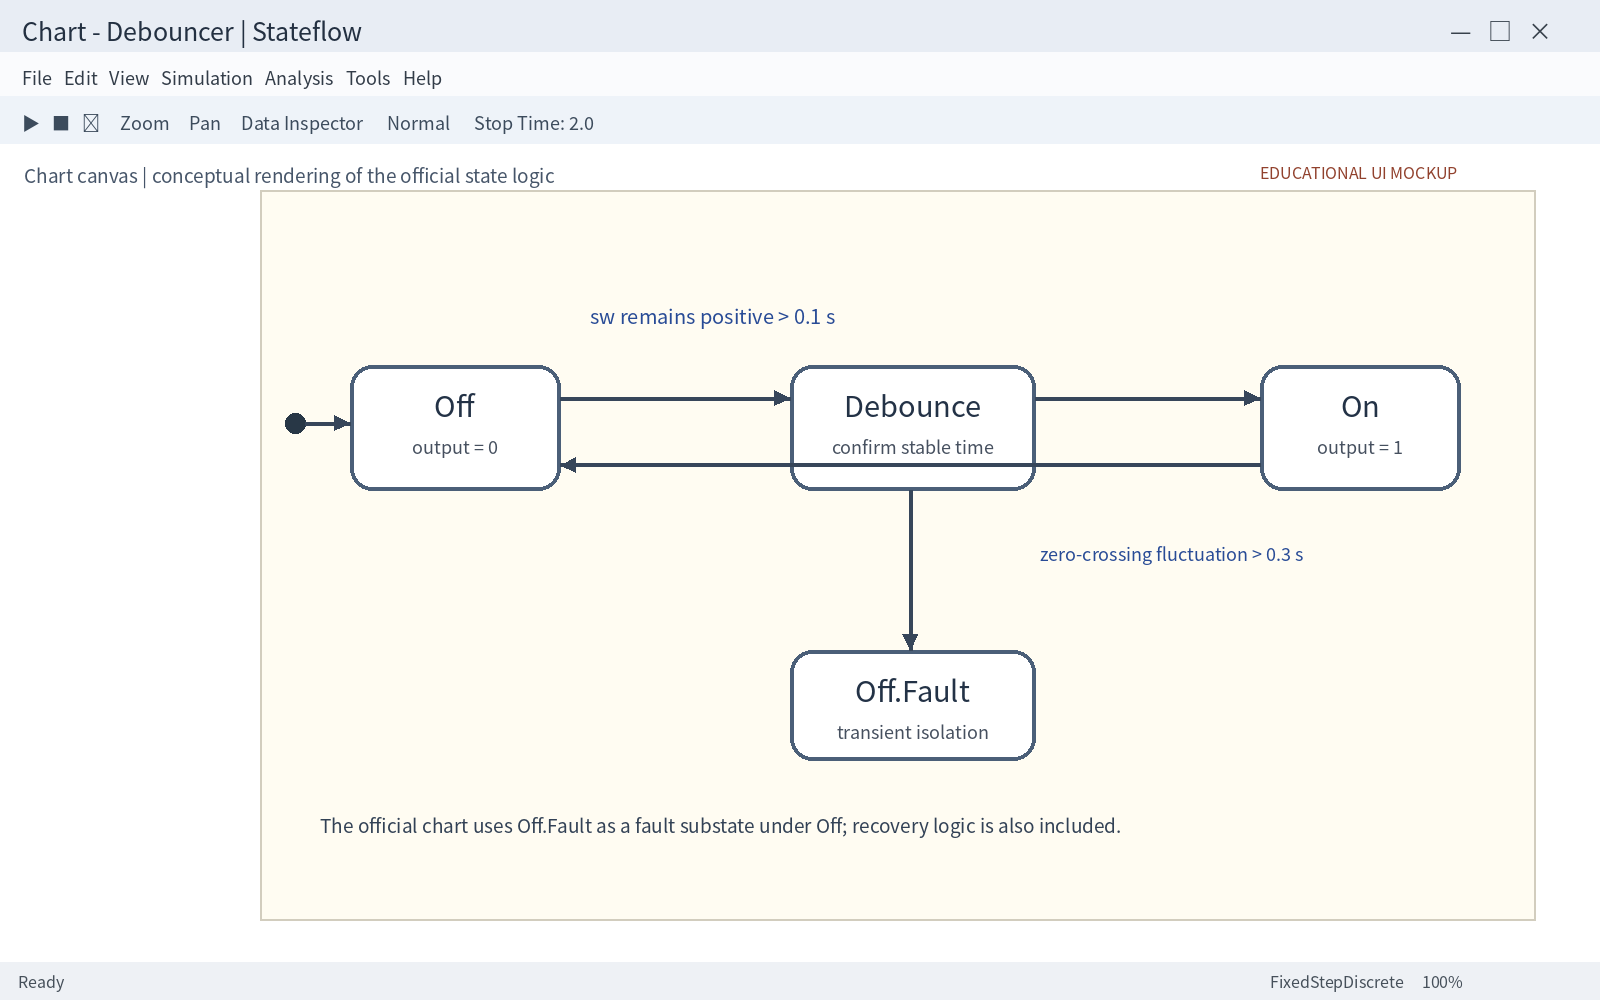 Chart - Debouncer | Stateflow
File Edit View Simulation Analysis Tools Help
Zoom Pan Data Inspector Normal Stop Time: 2.0
Chart canvas | conceptual rendering of the official state logic
EDUCATIONAL UI MOCKUP
sw remains positive > 0.1 s
Off
output = 0
Debounce
confirm stable time
On
output = 1
zero-crossing fluctuation > 0.3 s
Off.Fault
transient isolation
The official chart uses Off.Fault as a fault substate under Off; recovery logic is also included.
Ready
FixedStepDiscrete 100%